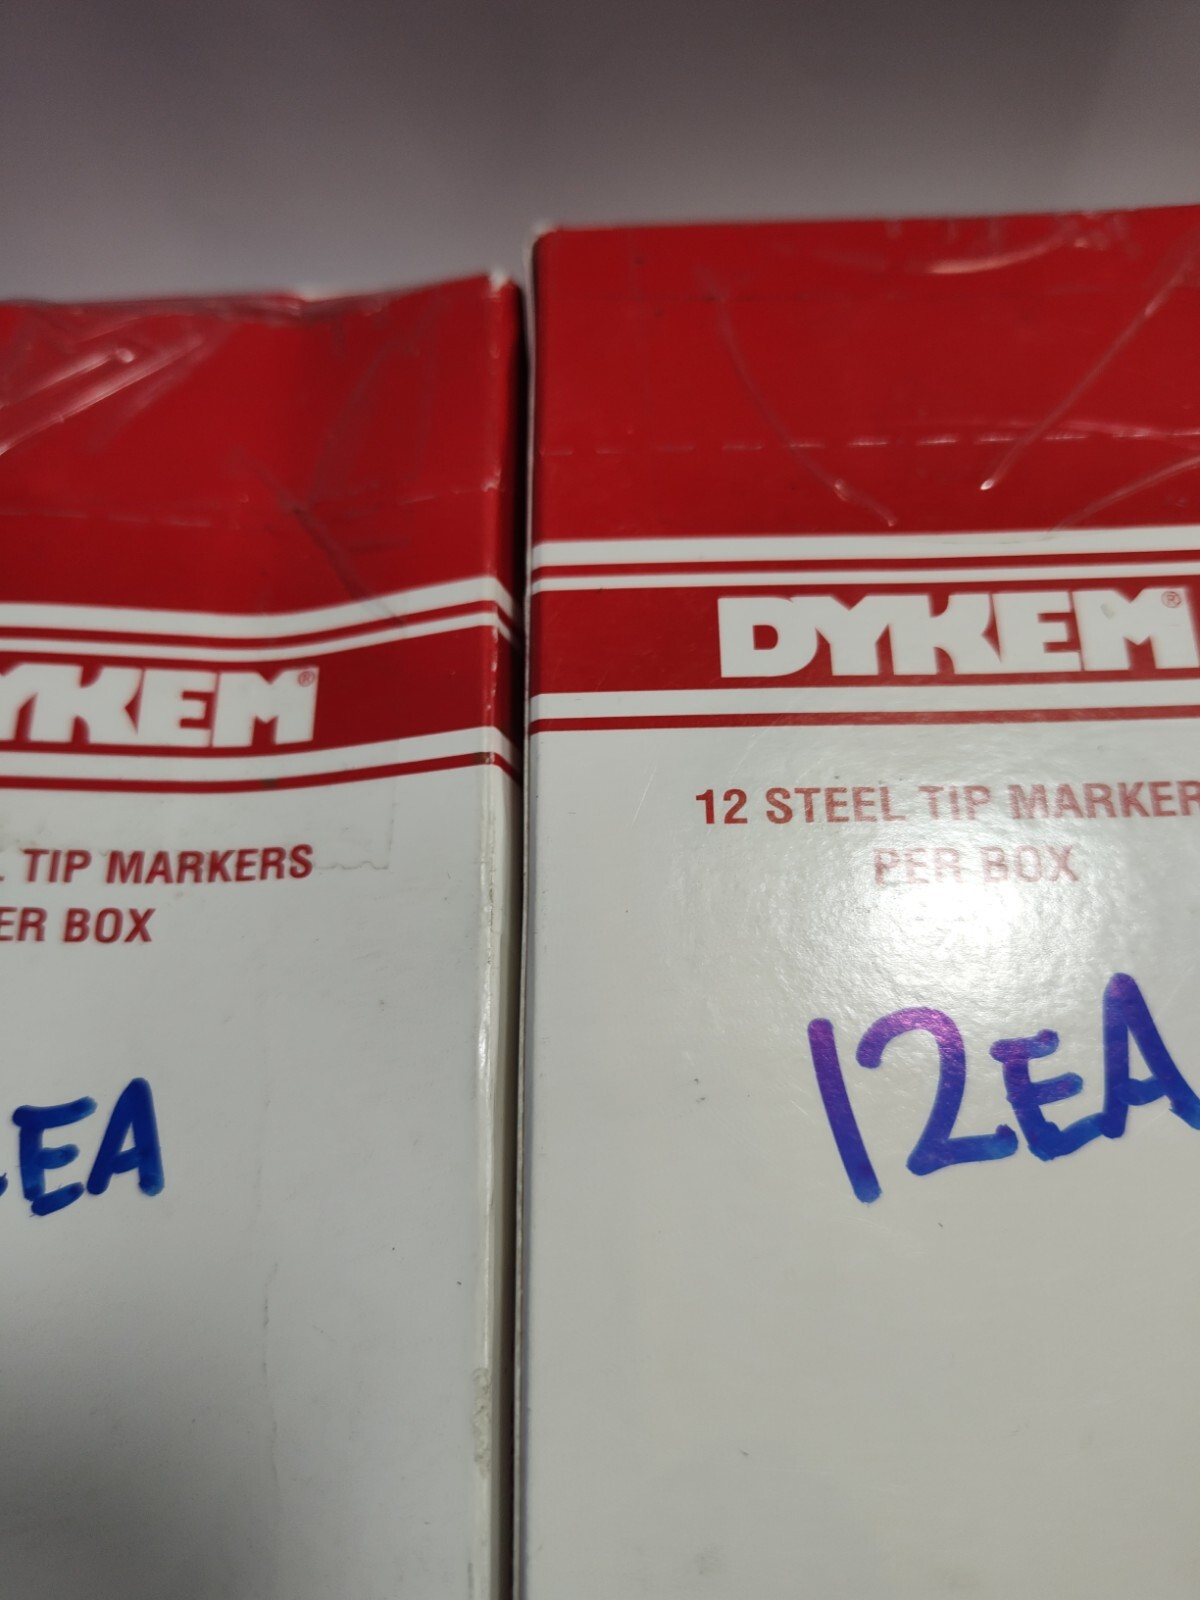 YKEM®
TIP MARKERS
ER BOX
EA
DYKEM®
12 STEEL TIP MARKER
PER BOX
12EA